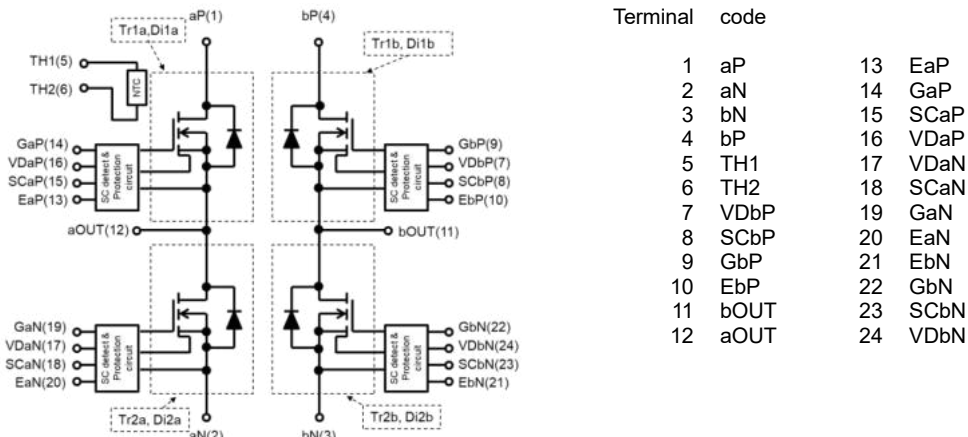 aP(1)
bP(4)
Tr1a,Di1a
Tr1b, Di1b
TH1(5)
TH2(6)
NTC
GaP(14)
VDaP(16)
SCaP(15)
EaP(13)
SC detect &
Protection
circuit
GbP(9)
VDbP(7)
SCbP(8)
EbP(10)
SC detect &
Protection
circuit
aOUT(12)
bOUT(11)
GaN(19)
VDaN(17)
SCaN(18)
EaN(20)
SC detect &
Protection
circuit
GbN(22)
VDbN(24)
SCbN(23)
EbN(21)
SC detect &
Protection
circuit
Tr2a, Di2a
Tr2b, Di2b
aN(2)
bN(3)
Terminal code
1 aP 13 EaP
2 aN 14 GaP
3 bN 15 SCaP
4 bP 16 VDaP
5 TH1 17 VDaN
6 TH2 18 SCaN
7 VDbP 19 GaN
8 SCbP 20 EaN
9 GbP 21 EbN
10 EbP 22 GbN
11 bOUT 23 SCbN
12 aOUT 24 VDbN